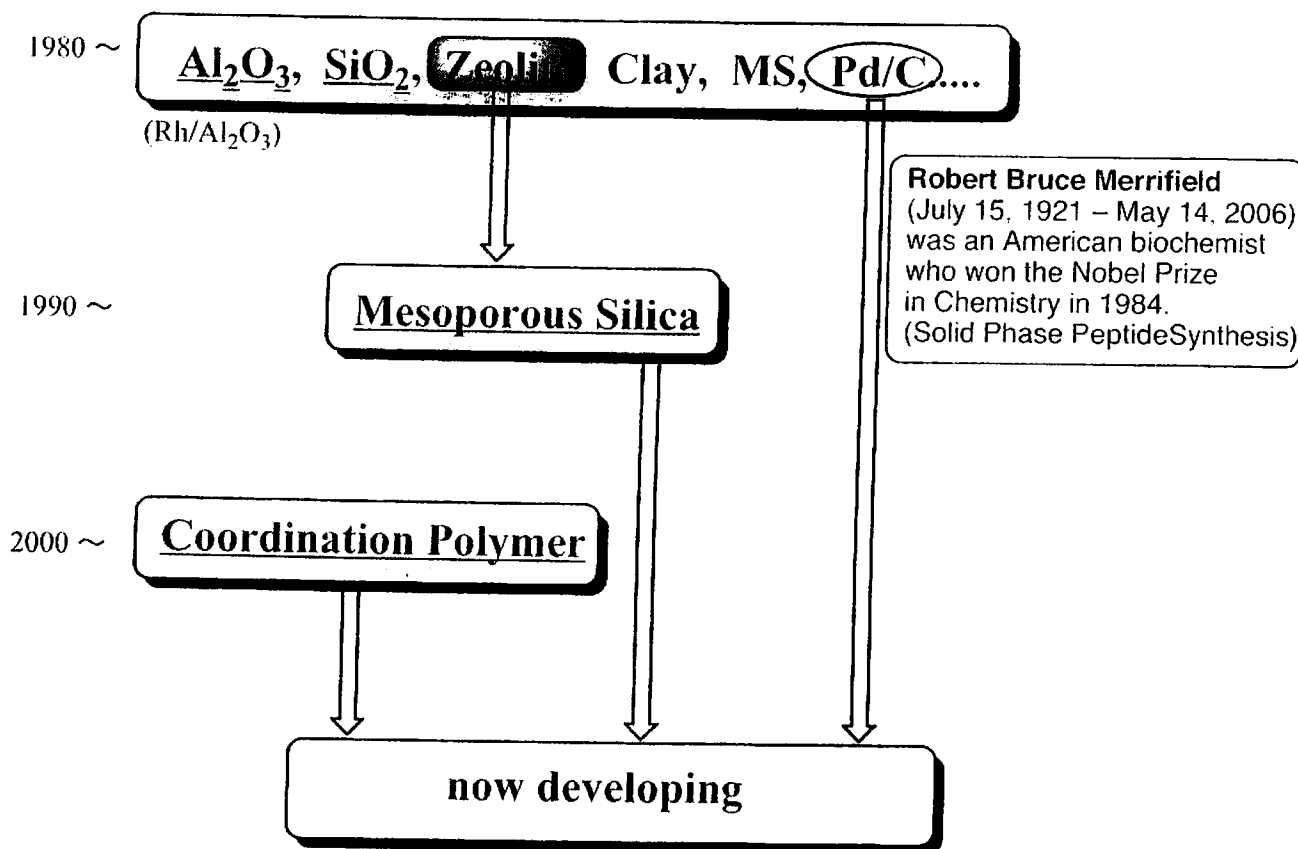 1980 ～
Al₂O₃, SiO₂, Zeolit Clay, MS, Pd/C.....
(Rh/Al₂O₃)
Robert Bruce Merrifield
(July 15, 1921 – May 14, 2006)
was an American biochemist
who won the Nobel Prize
in Chemistry in 1984.
(Solid Phase PeptideSynthesis)
1990 ～
Mesoporous Silica
2000 ～
Coordination Polymer
now developing